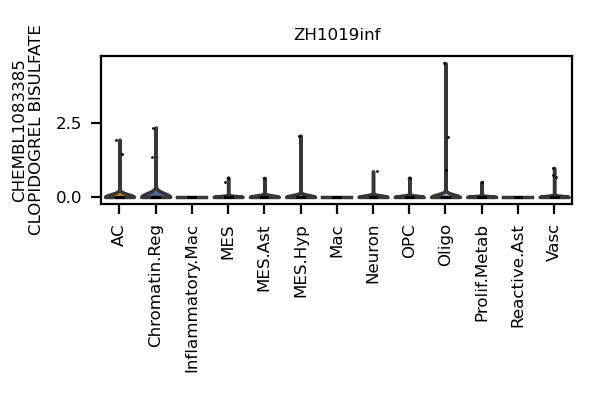 ZH1019inf
CHEMBL1083385
CLOPIDOGREL BISULFATE
2.5
0.0
AC
Chromatin.Reg
Inflammatory.Mac
MES
MES.Ast
MES.Hyp
Mac
Neuron
OPC
Oligo
Prolif.Metab
Reactive.Ast
Vasc